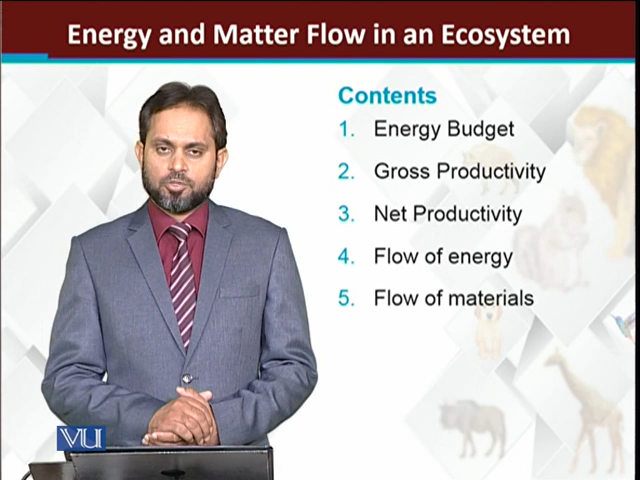 Energy and Matter Flow in an Ecosystem
Contents
1. Energy Budget
2. Gross Productivity
3. Net Productivity
4. Flow of energy
5. Flow of materials
VU